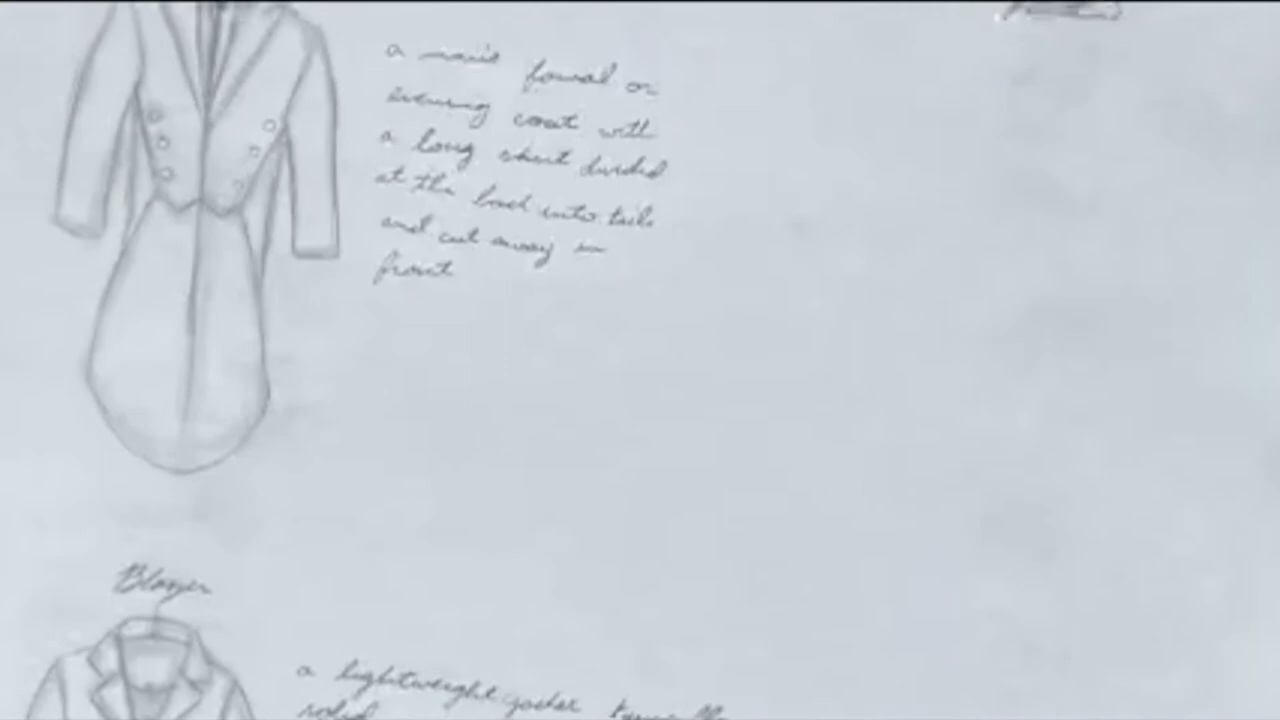 a man's formal or
evening coat with
a long skirt divided
at the back into tails
and cut away in
front
Blazer
a lightweight jacket
solid